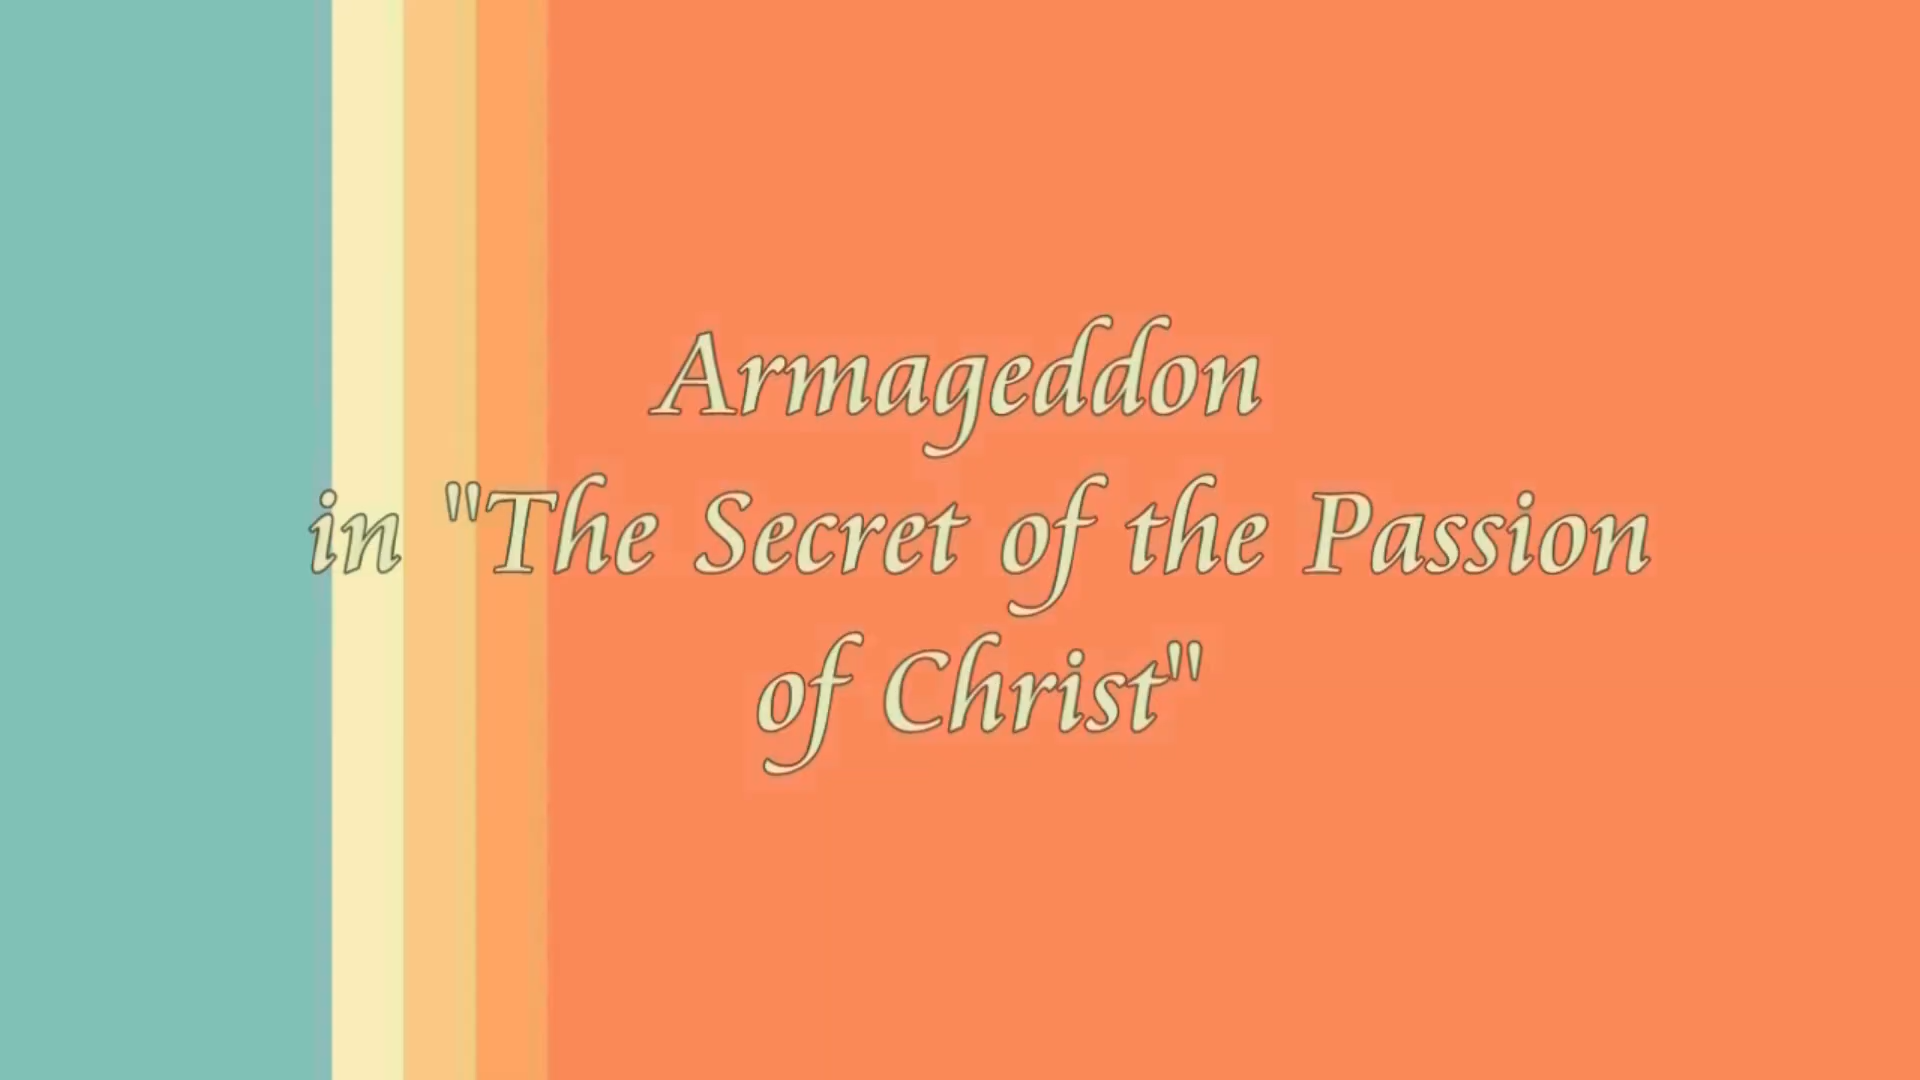 Armageddon
in "The Secret of the Passion
of Christ"